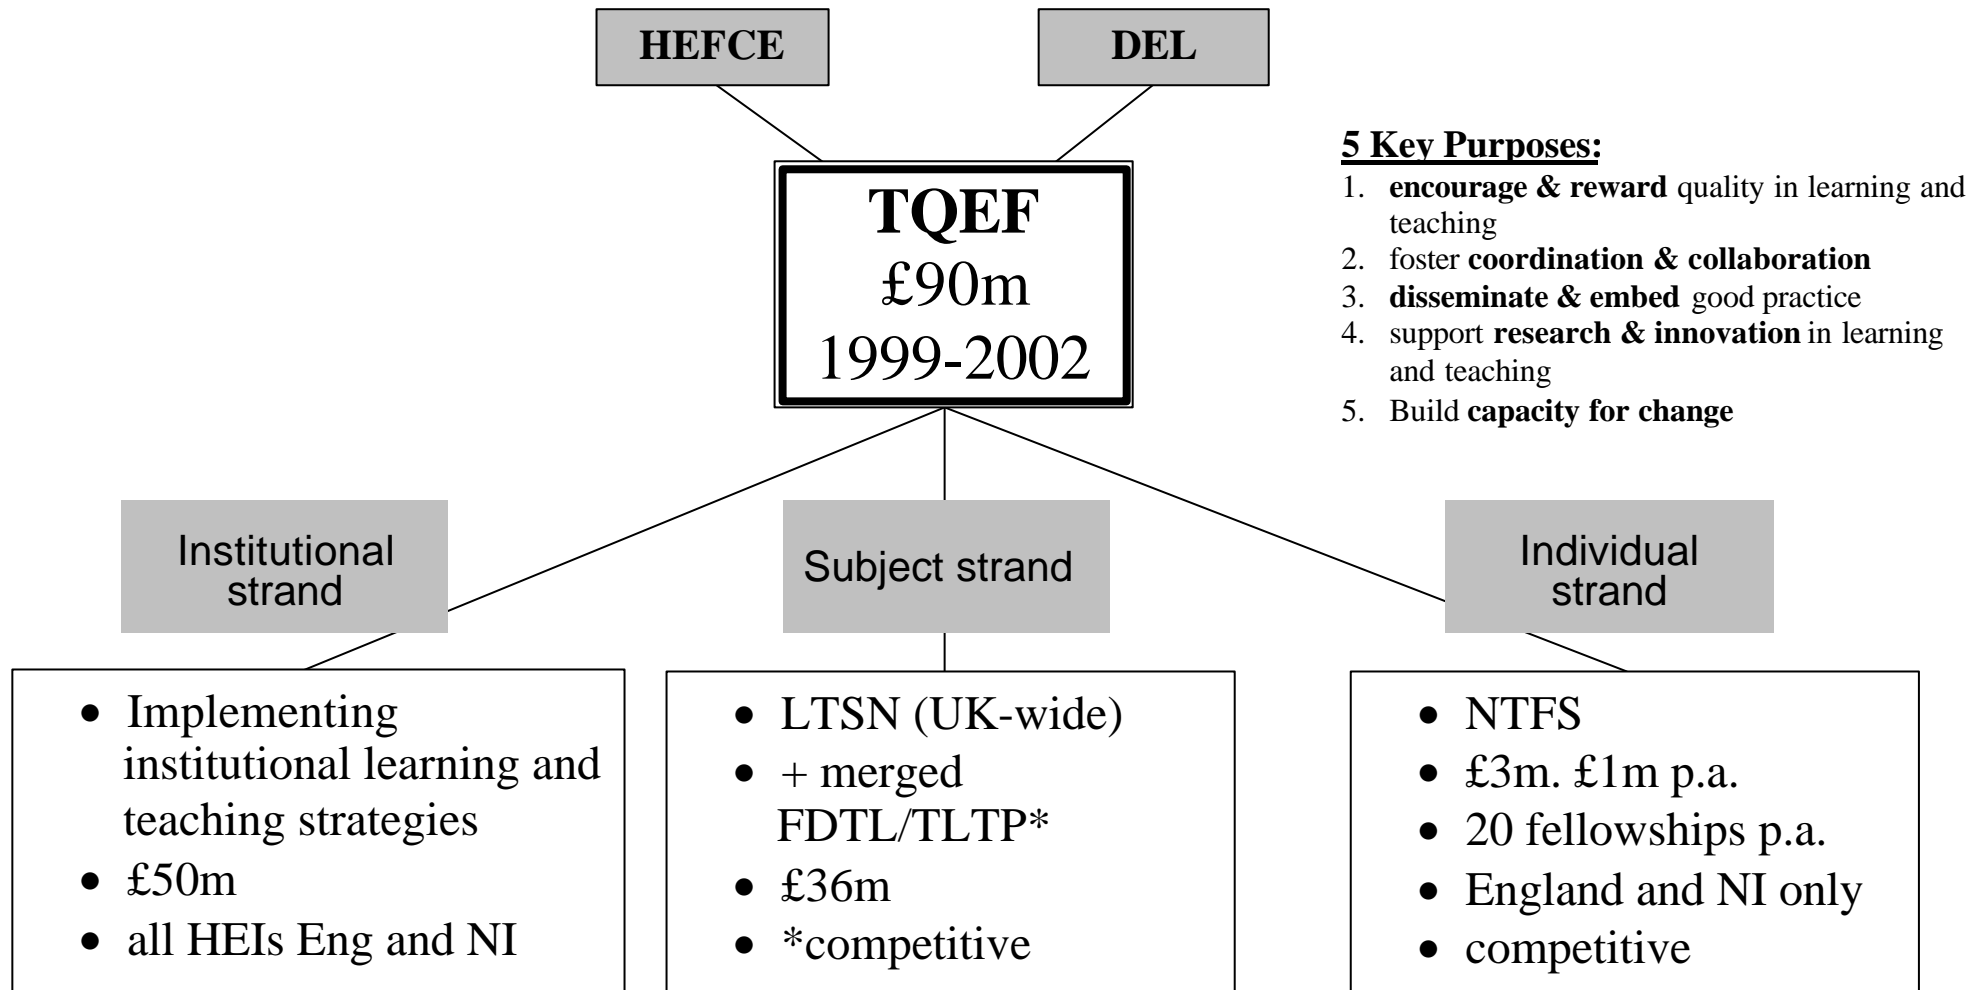 HEFCE
DEL
TQEF
£90m
1999-2002
5 Key Purposes:
1. encourage & reward quality in learning and
teaching
2. foster coordination & collaboration
3. disseminate & embed good practice
4. support research & innovation in learning
and teaching
5. Build capacity for change
Institutional
strand
Subject strand
Individual
strand
• Implementing
institutional learning and
teaching strategies
• £50m
• all HEIs Eng and NI
• LTSN (UK-wide)
• + merged
FDTL/TLTP*
• £36m
• *competitive
• NTFS
• £3m. £1m p.a.
• 20 fellowships p.a.
• England and NI only
• competitive